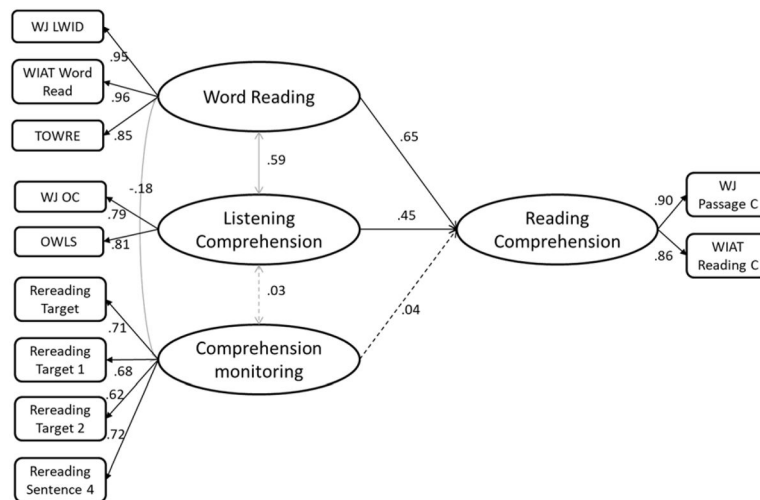 WJ LWID
.95
WIAT Word
Read
.96
Word Reading
TOWRE
.85
.65
.59
-.18
WJ OC
.79
Listening
Comprehension
.45
OWLS
.81
Reading
Comprehension
.90
WJ
Passage C
.86
WIAT
Reading C
.03
Rereading
Target
.71
.04
Comprehension
monitoring
Rereading
Target 1
.68
.62
Rereading
Target 2
.72
Rereading
Sentence 4